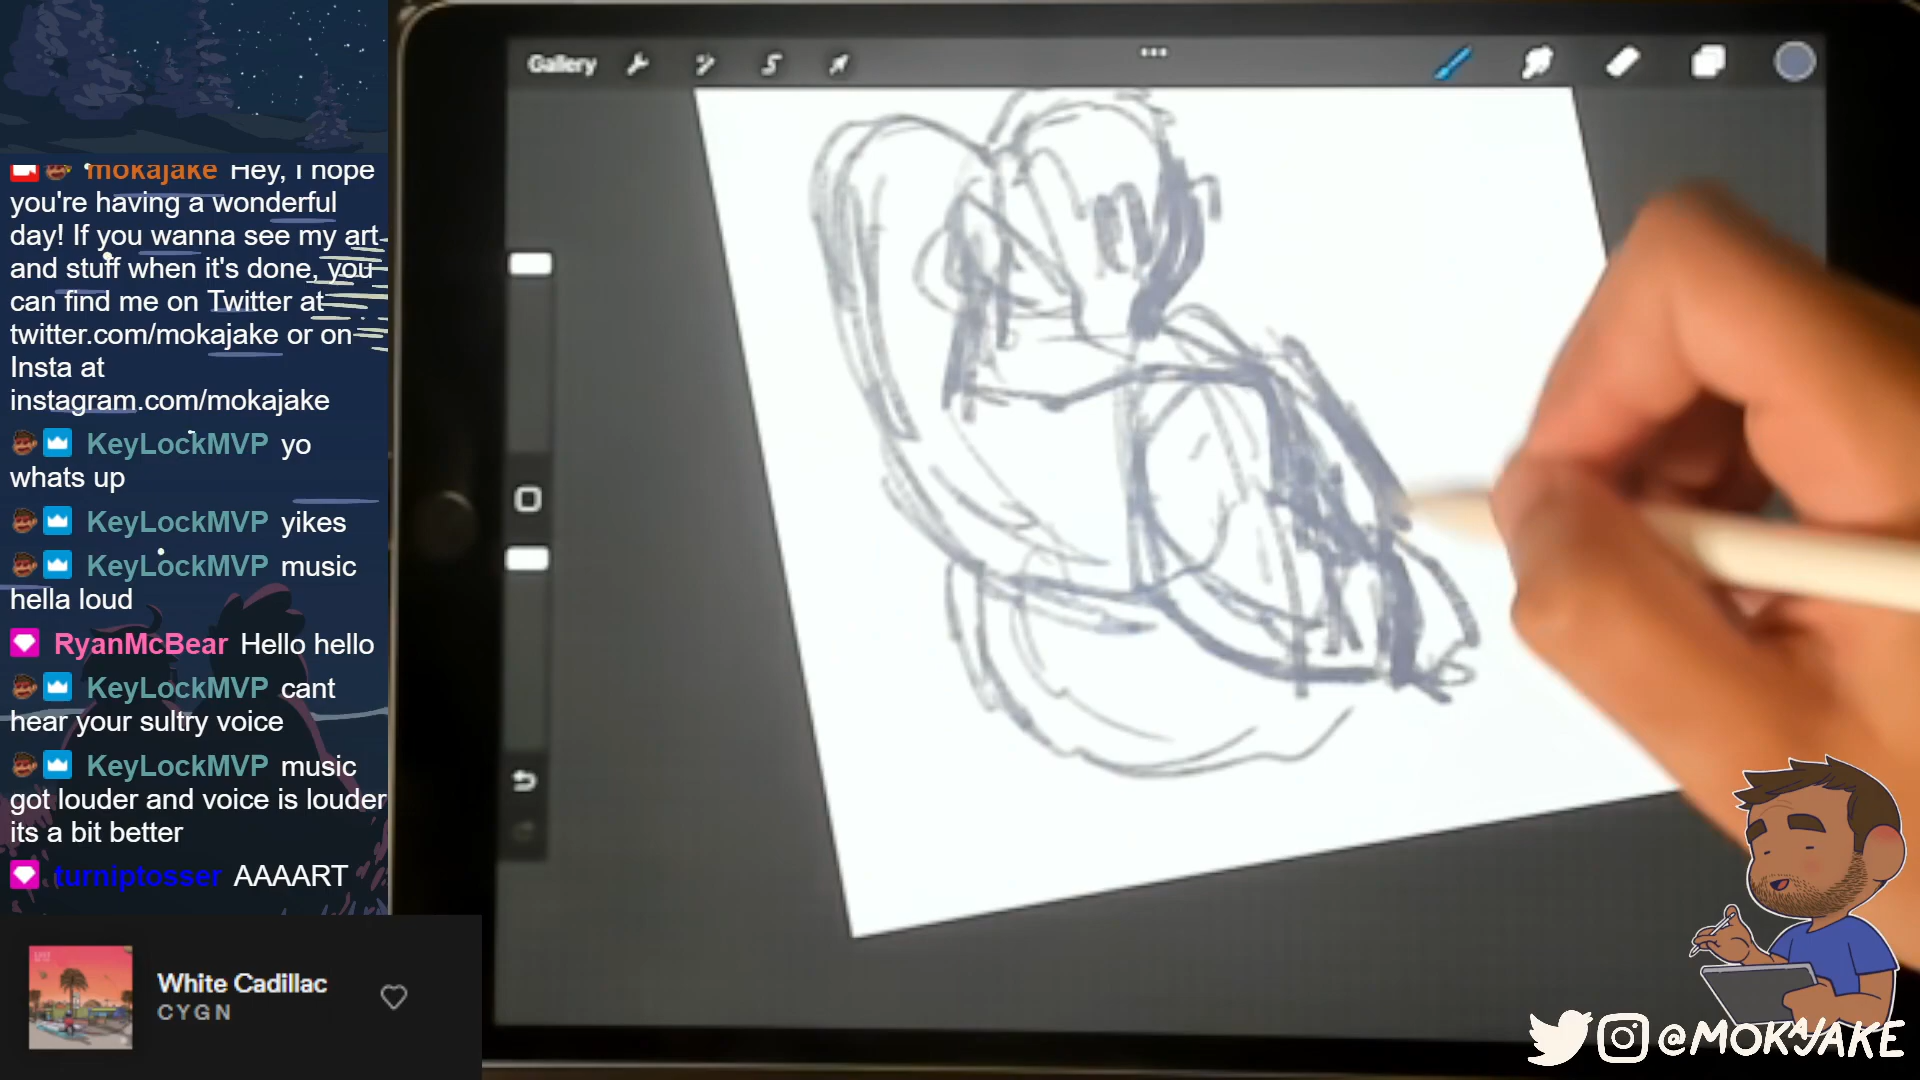 Gallery
mokajake Hey, I hope
you're having a wonderful
day! If you wanna see my art
and stuff when it's done, you
can find me on Twitter at
twitter.com/mokajake or on
Insta at
instagram.com/mokajake
KeyLockMVP yo
whats up
KeyLockMVP yikes
KeyLockMVP music
hella loud
RyanMcBear Hello hello
KeyLockMVP cant
hear your sultry voice
KeyLockMVP music
got louder and voice is louder
its a bit better
turniptosser AAAART
White Cadillac
CYGN
@MOKAJAKE